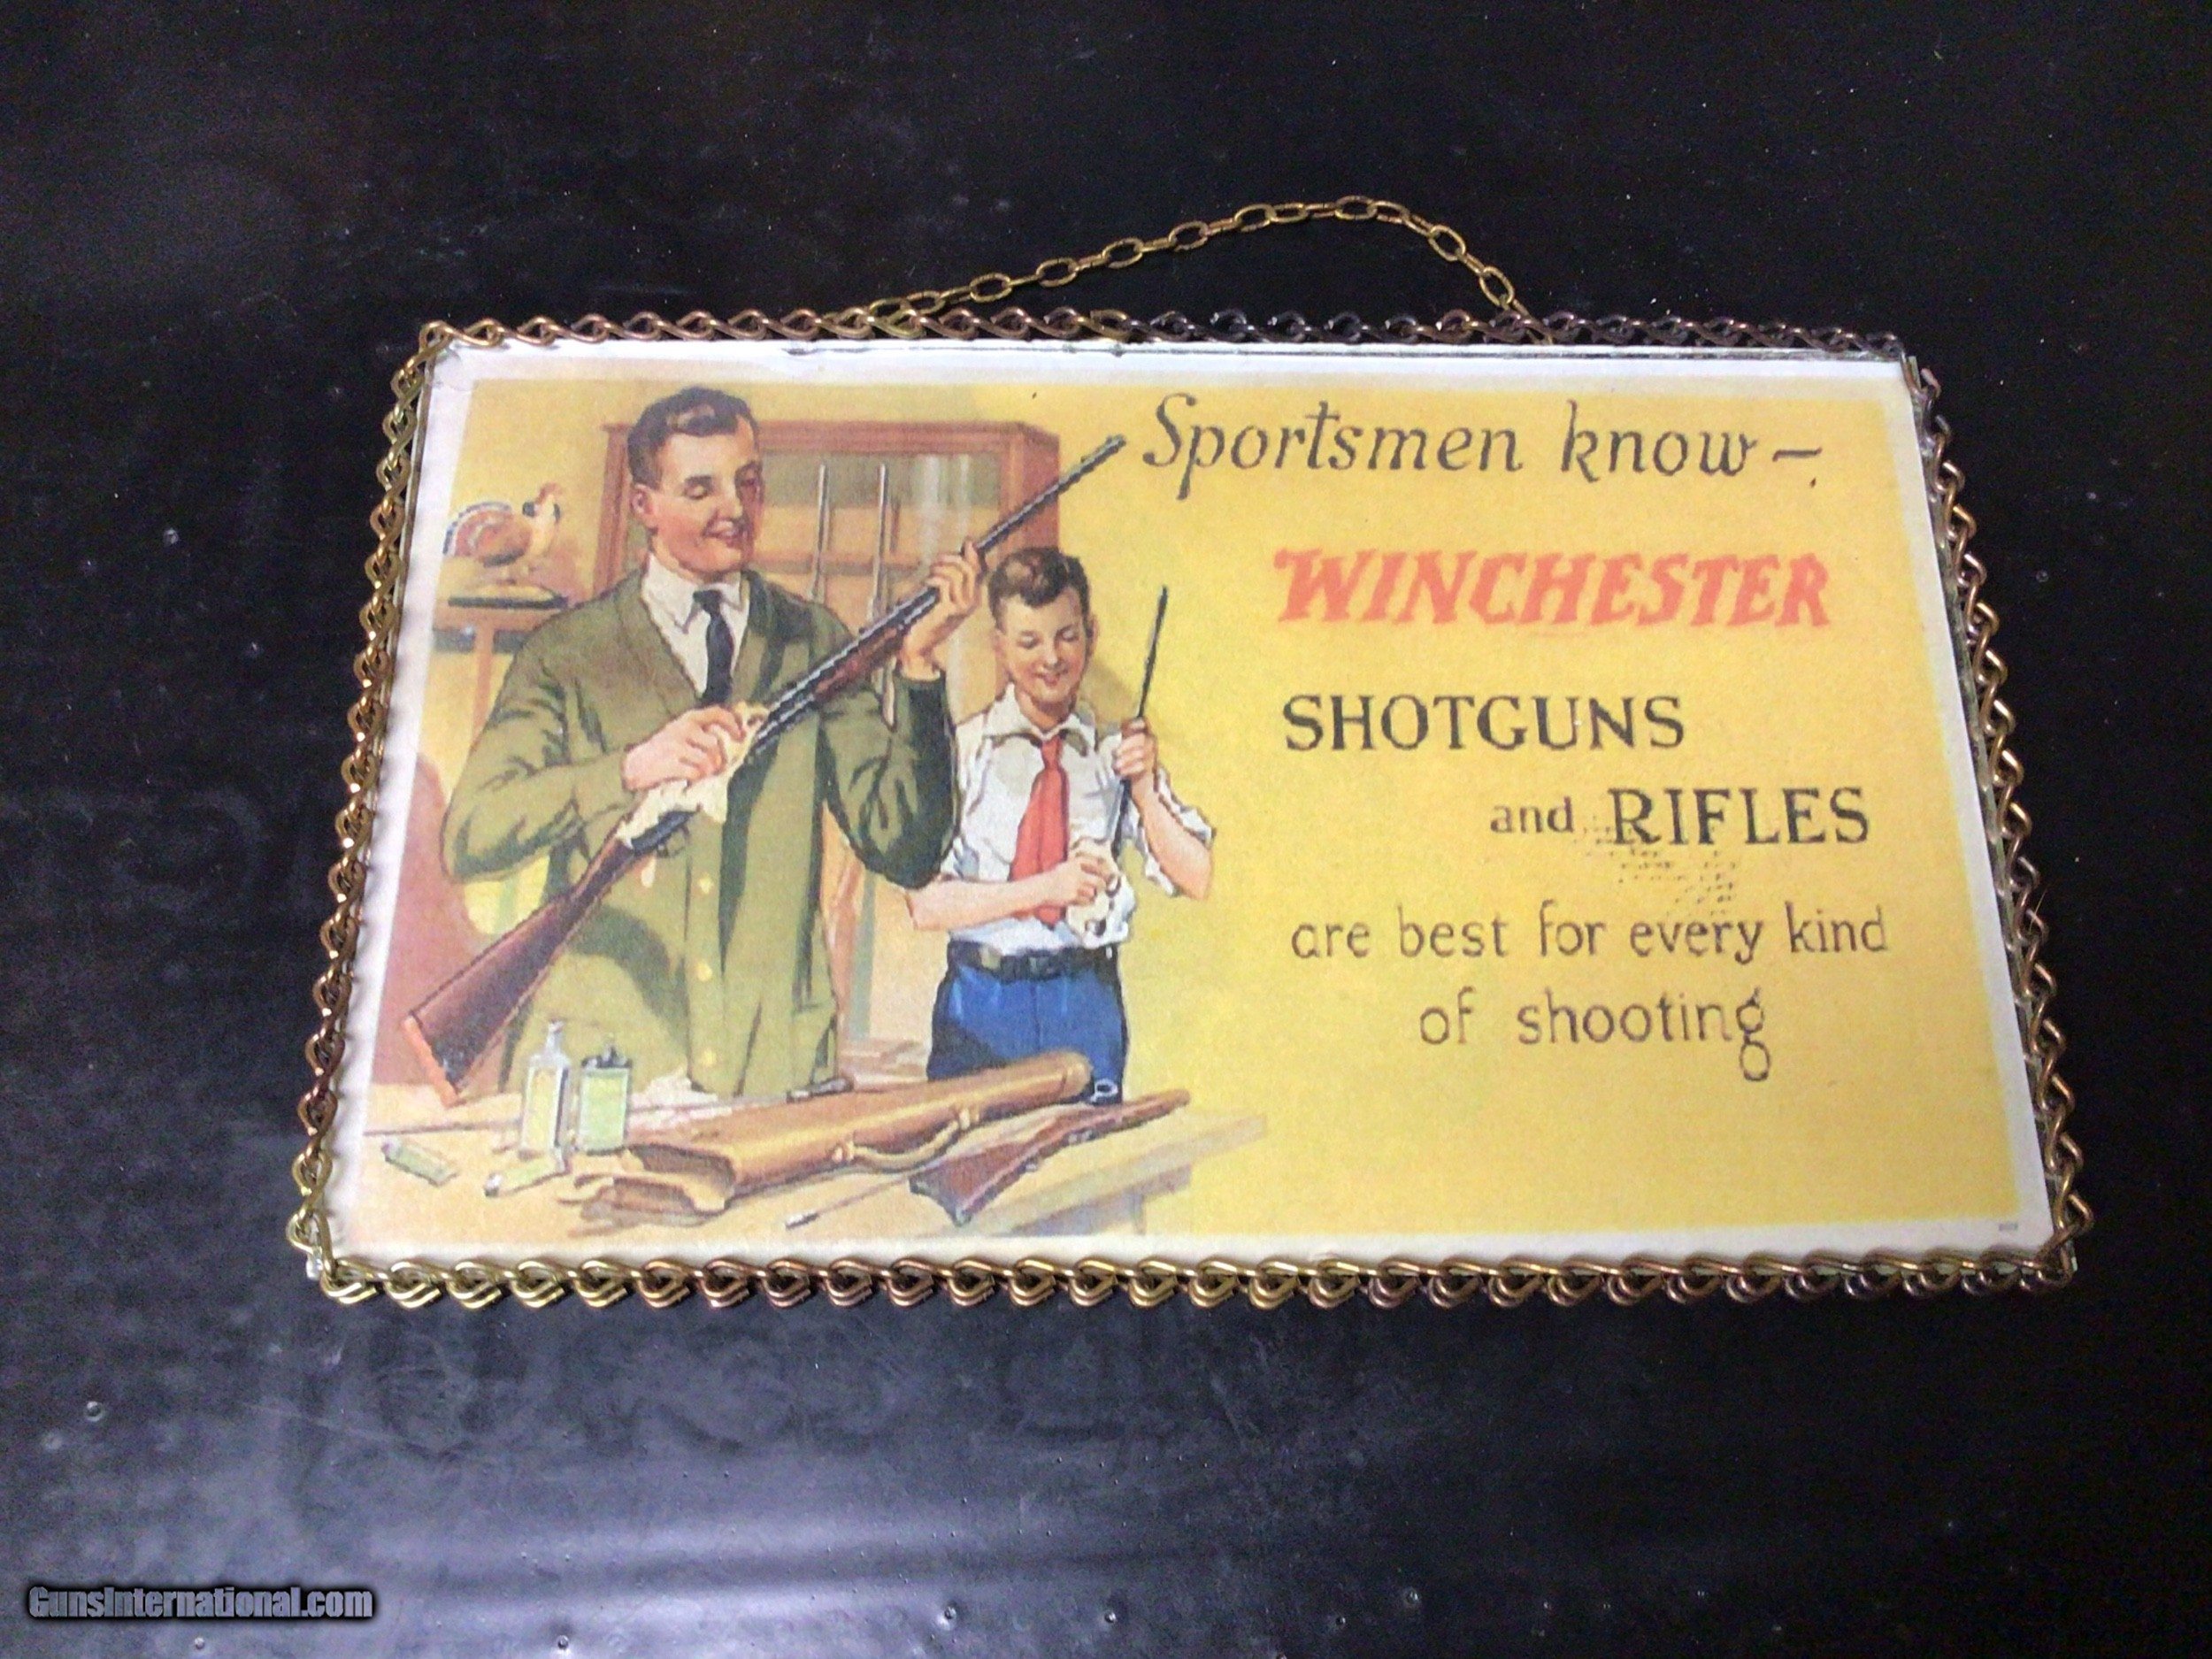 Sportsmen know –
WINCHESTER
SHOTGUNS
and RIFLES
are best for every kind
of shooting
GunsInternational.com